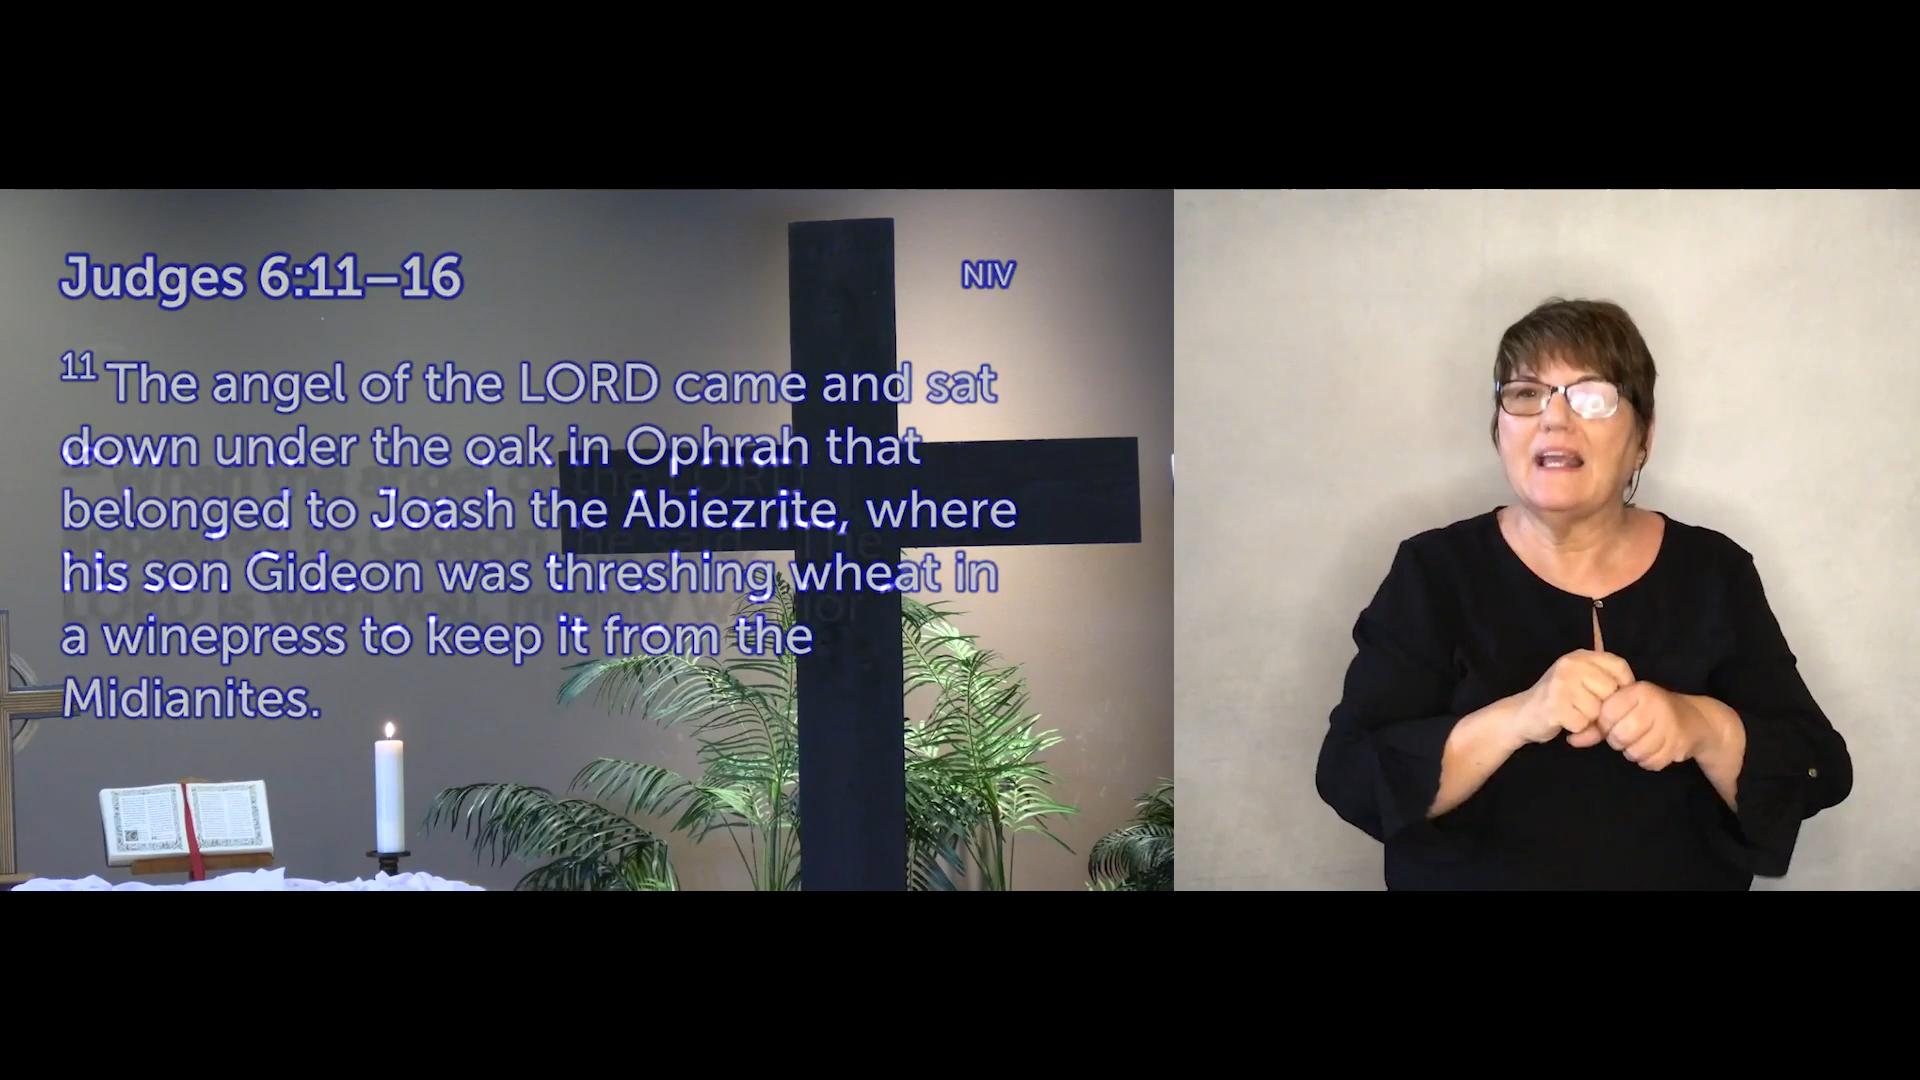 Judges 6:11–16
NIV
11 The angel of the LORD came and sat
down under the oak in Ophrah that
belonged to Joash the Abiezrite, where
his son Gideon was threshing wheat in
a winepress to keep it from the
Midianites.